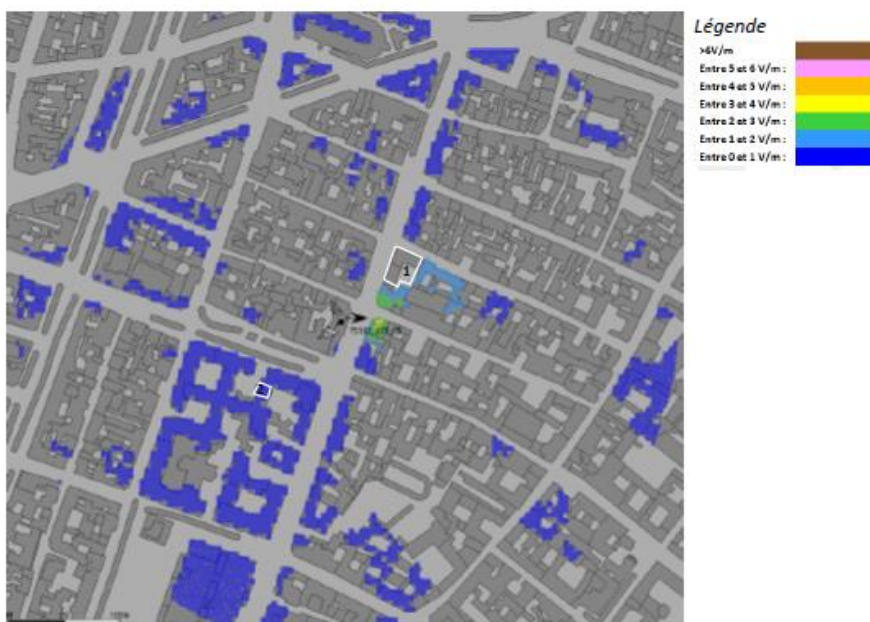 Légende
>6V/m
Entre 5 et 6 V/m :
Entre 4 et 5 V/m :
Entre 3 et 4 V/m :
Entre 2 et 3 V/m :
Entre 1 et 2 V/m :
Entre 0 et 1 V/m :
1